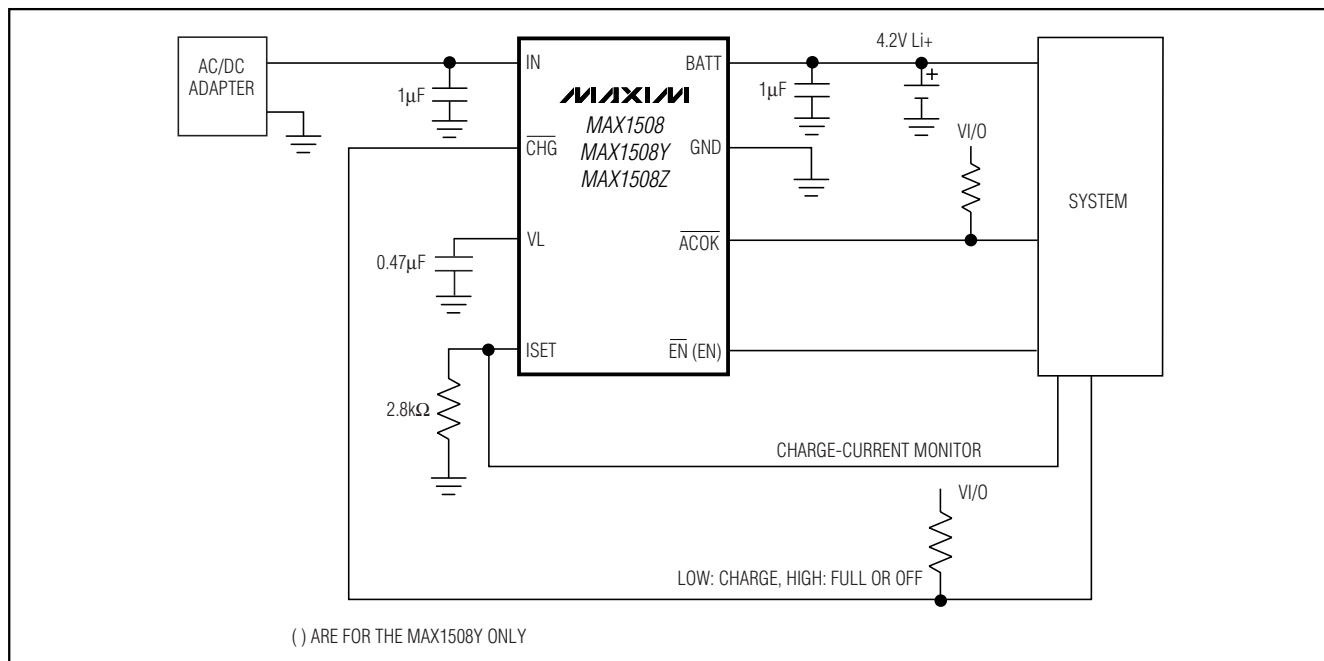 AC/DC
ADAPTER
1µF
IN
CHG
VL
0.47µF
ISET
2.8kΩ
MAXIM
MAX1508
MAX1508Y
MAX1508Z
BATT
GND
ACOK
EN (EN)
1µF
4.2V Li+
+
VI/O
SYSTEM
CHARGE-CURRENT MONITOR
VI/O
LOW: CHARGE, HIGH: FULL OR OFF
( ) ARE FOR THE MAX1508Y ONLY